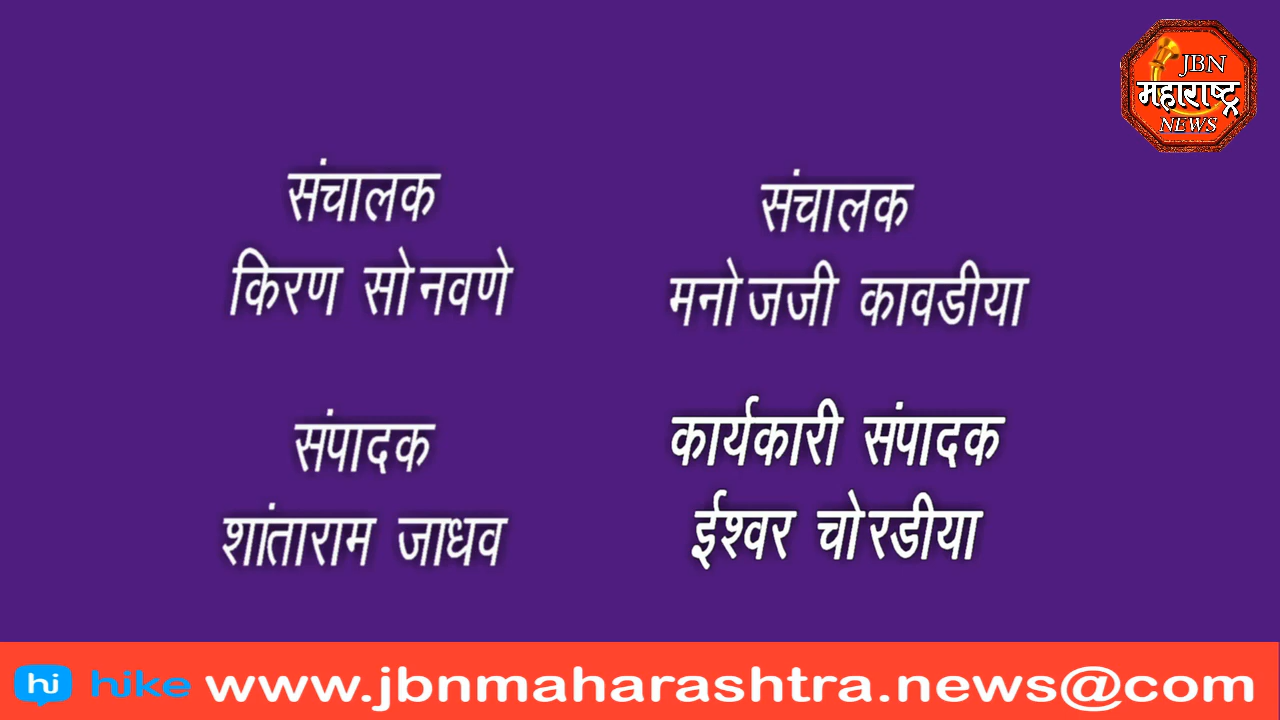 JBN
महाराष्ट्र
NEWS
संचालक
किरण सोनवणे
संचालक
मनोजजी कावडीया
संपादक
शांताराम जाधव
कार्यकारी संपादक
ईश्वर चोरडीया
hi hike www.jbnmaharashtra.news@com